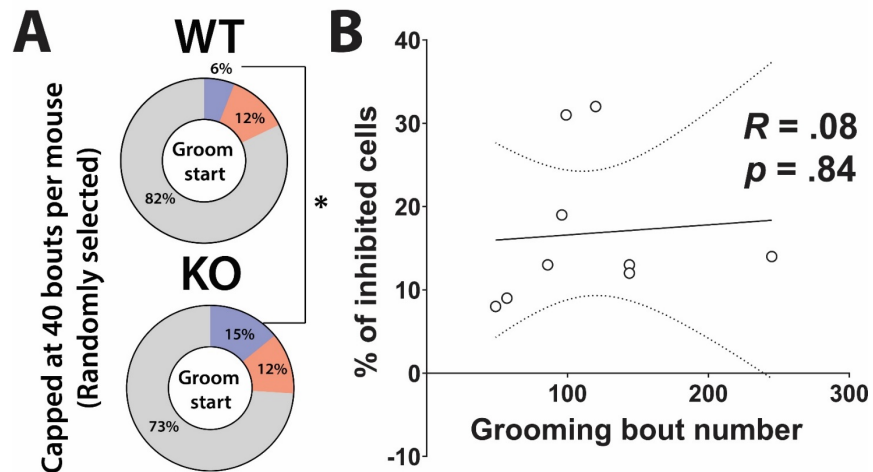 A
WT
6%
12%
Groom
start
82%
*
KO
15%
12%
Groom
start
73%
Capped at 40 bouts per mouse
(Randomly selected)
B
40
30
20
10
0
-10
% of inhibited cells
R = .08
p = .84
100
200
300
Grooming bout number